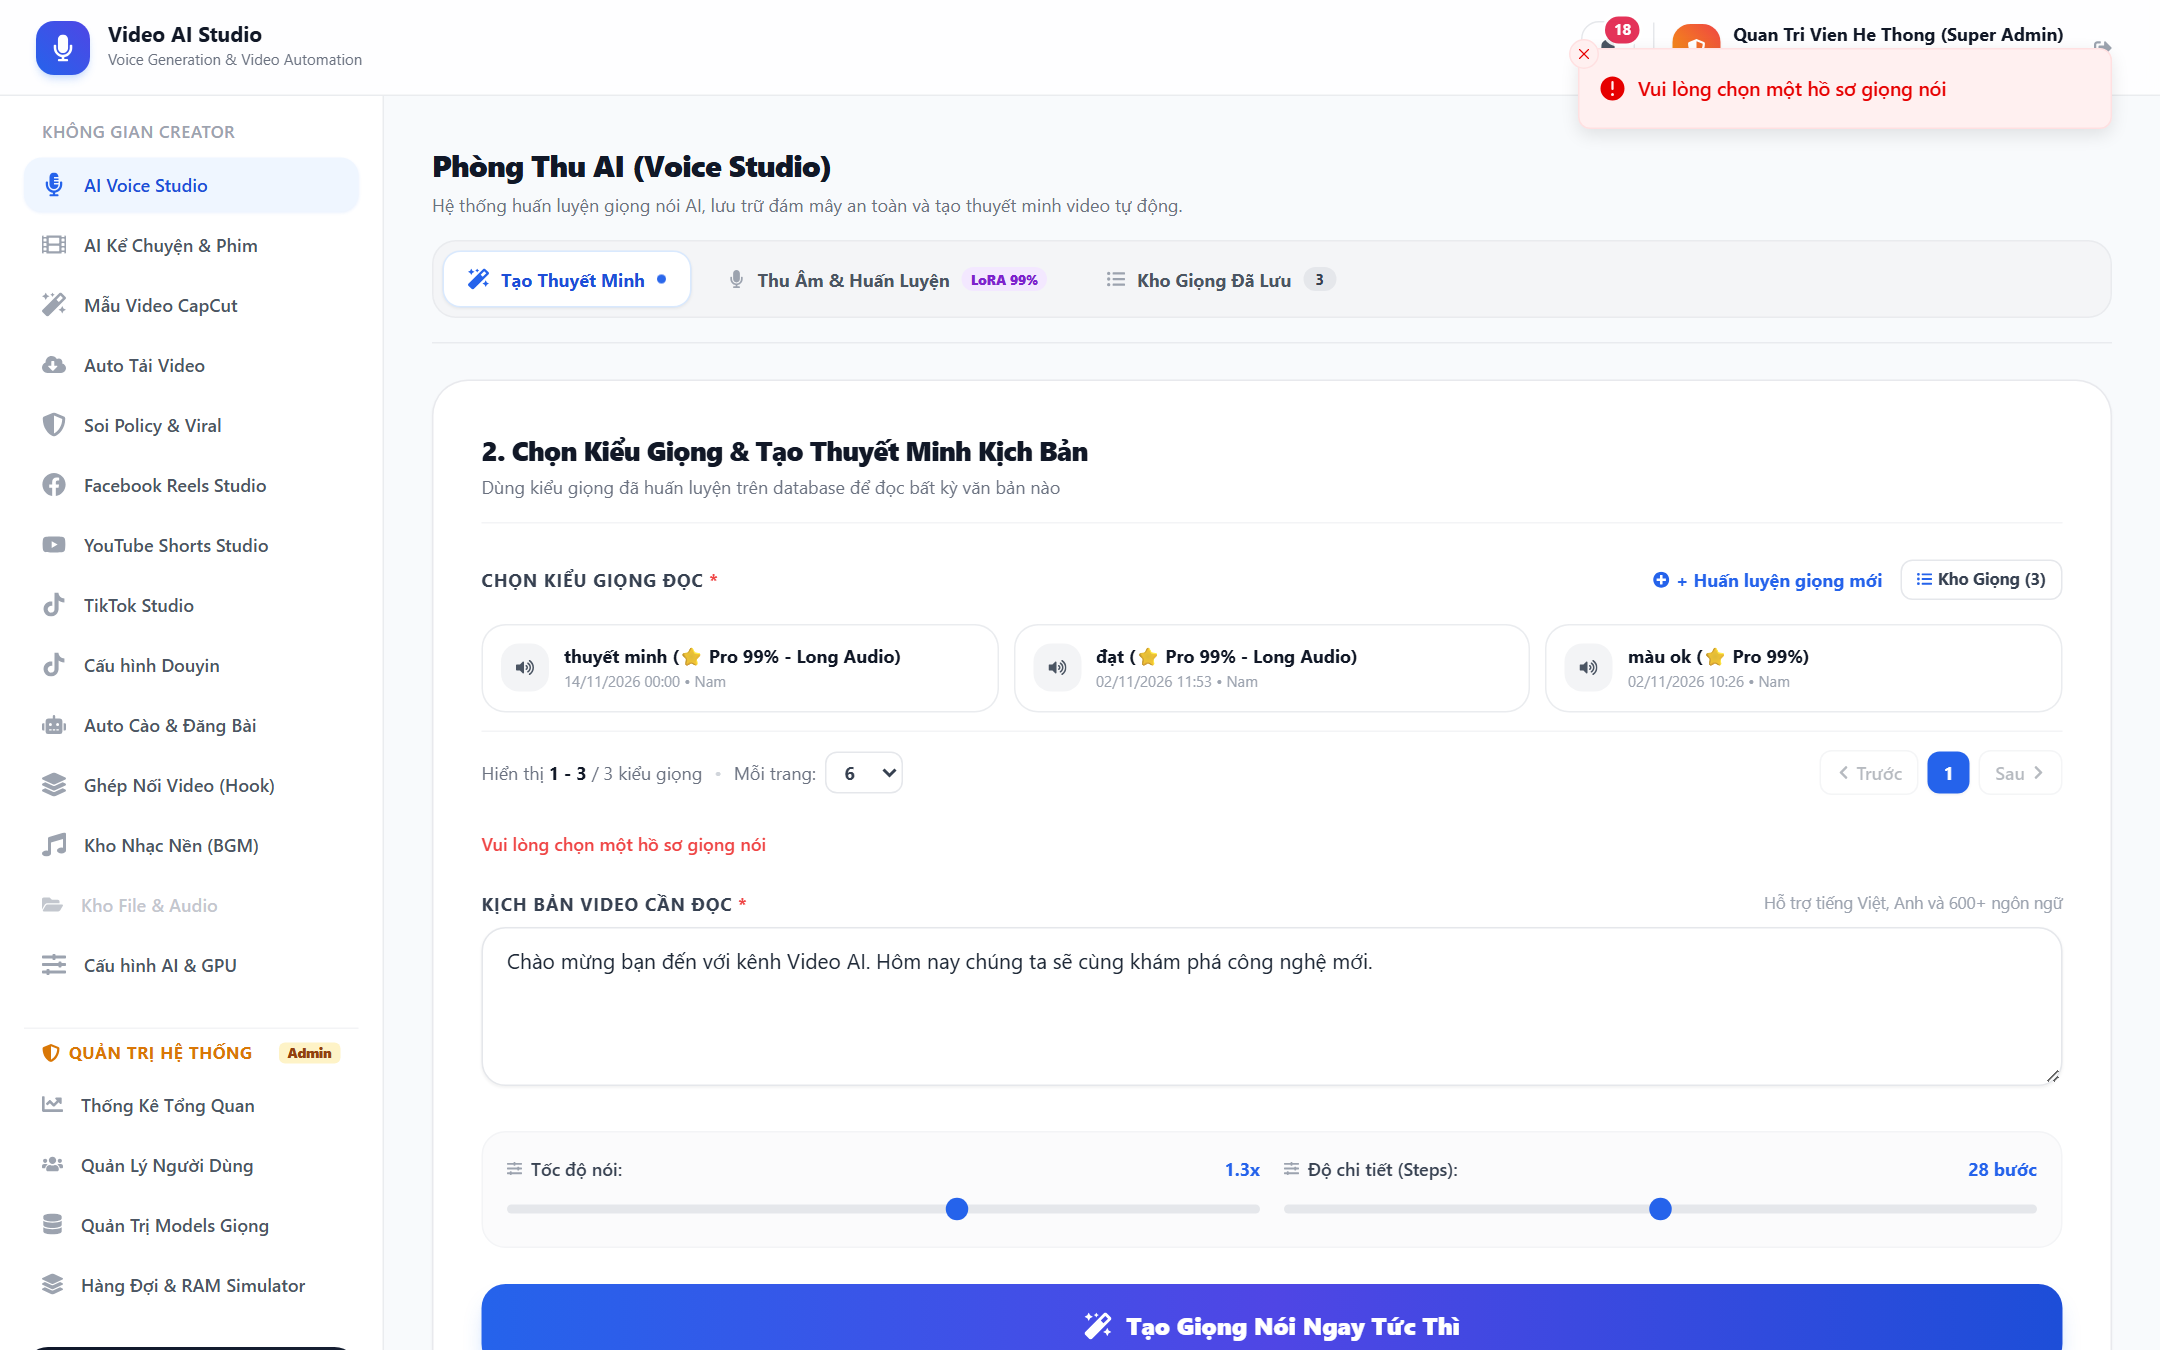 Video AI Studio
Voice Generation & Video Automation
18
Quan Tri Vien He Thong (Super Admin)
Vui lòng chọn một hồ sơ giọng nói
KHÔNG GIAN CREATOR
AI Voice Studio
AI Kể Chuyện & Phim
Mẫu Video CapCut
Auto Tải Video
Soi Policy & Viral
Facebook Reels Studio
YouTube Shorts Studio
TikTok Studio
Cấu hình Douyin
Auto Cào & Đăng Bài
Ghép Nối Video (Hook)
Kho Nhạc Nền (BGM)
Kho File & Audio
Cấu hình AI & GPU
QUẢN TRỊ HỆ THỐNG Admin
Thống Kê Tổng Quan
Quản Lý Người Dùng
Quản Trị Models Giọng
Hàng Đợi & RAM Simulator
Phòng Thu AI (Voice Studio)
Hệ thống huấn luyện giọng nói AI, lưu trữ đám mây an toàn và tạo thuyết minh video tự động.
Tạo Thuyết Minh
Thu Âm & Huấn Luyện LoRA 99%
Kho Giọng Đã Lưu 3
2. Chọn Kiểu Giọng & Tạo Thuyết Minh Kịch Bản
Dùng kiểu giọng đã huấn luyện trên database để đọc bất kỳ văn bản nào
CHỌN KIỂU GIỌNG ĐỌC *
+ Huấn luyện giọng mới
Kho Giọng (3)
thuyết minh (⭐ Pro 99% - Long Audio)
14/11/2026 00:00 • Nam
đạt (⭐ Pro 99% - Long Audio)
02/11/2026 11:53 • Nam
màu ok (⭐ Pro 99%)
02/11/2026 10:26 • Nam
Hiển thị 1 - 3 / 3 kiểu giọng • Mỗi trang: 6
Trước 1 Sau
Vui lòng chọn một hồ sơ giọng nói
KỊCH BẢN VIDEO CẦN ĐỌC *
Hỗ trợ tiếng Việt, Anh và 600+ ngôn ngữ
Chào mừng bạn đến với kênh Video AI. Hôm nay chúng ta sẽ cùng khám phá công nghệ mới.
Tốc độ nói: 1.3x
Độ chi tiết (Steps): 28 bước
Tạo Giọng Nói Ngay Tức Thì